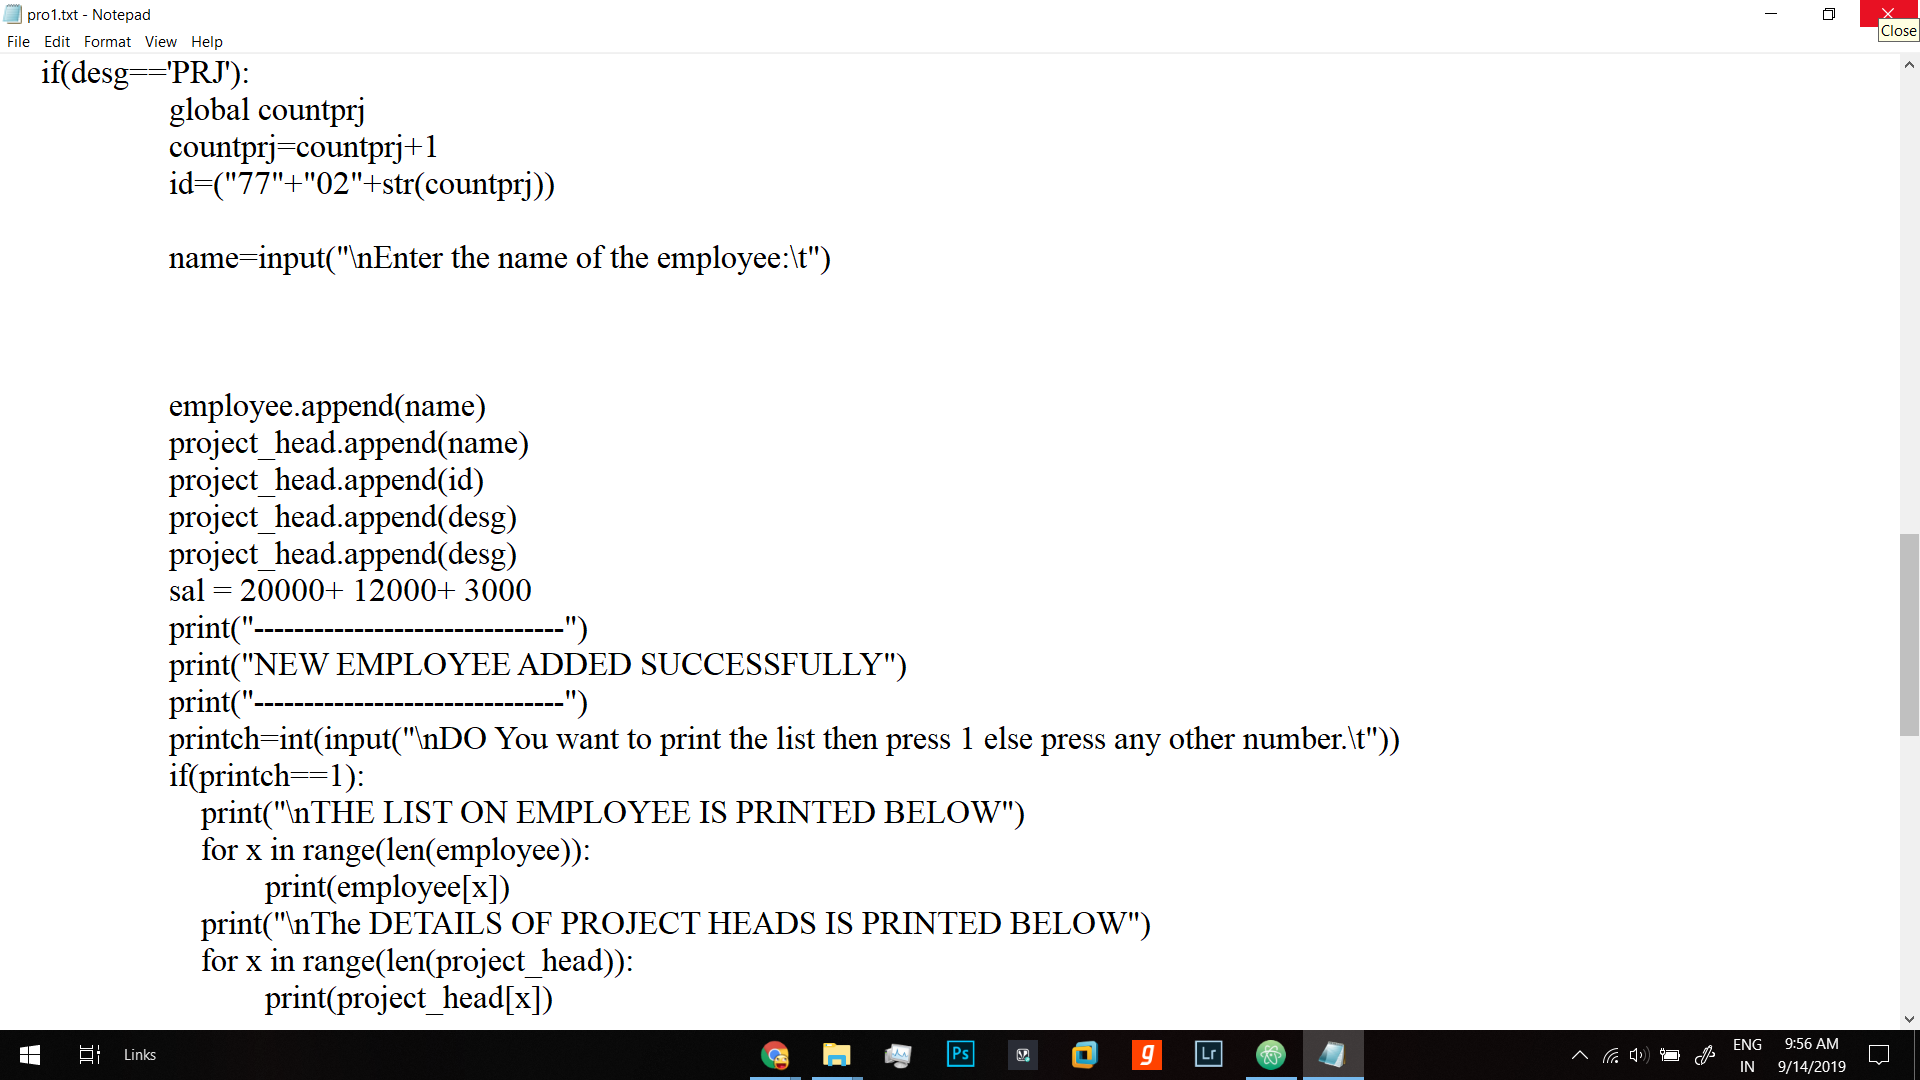 pro1.txt - Notepad
Close
File Edit Format View Help
if(desg=='PRJ'):
global countprj
countprj=countprj+1
id=("77"+"02"+str(countprj))
name=input("\nEnter the name of the employee:\t")
employee.append(name)
project_head.append(name)
project_head.append(id)
project_head.append(desg)
project_head.append(desg)
sal = 20000+ 12000+ 3000
print("-------------------------------")
print("NEW EMPLOYEE ADDED SUCCESSFULLY")
print("-------------------------------")
printch=int(input("\nDO You want to print the list then press 1 else press any other number.\t"))
if(printch==1):
print("\nTHE LIST ON EMPLOYEE IS PRINTED BELOW")
for x in range(len(employee)):
print(employee[x])
print("\nThe DETAILS OF PROJECT HEADS IS PRINTED BELOW")
for x in range(len(project_head)):
print(project_head[x])
Links
Ps
g
Lr
ENG
IN
9:56 AM
9/14/2019